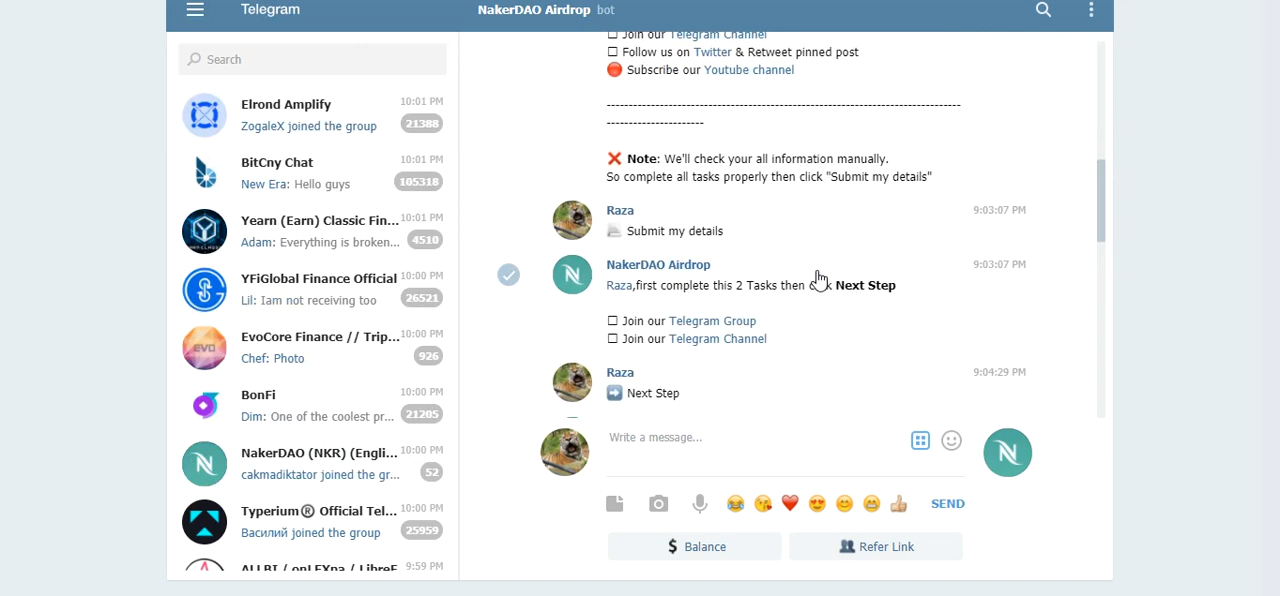 Telegram
NakerDAO Airdrop bot
Search
Elrond Amplify 10:01 PM
ZogaleX joined the group 21388
BitCny Chat 10:01 PM
New Era: Hello guys 105318
Yearn (Earn) Classic Fin... 10:01 PM
Adam: Everything is broken... 4510
YFiGlobal Finance Official 10:00 PM
Lil: Iam not receiving too 26521
EvoCore Finance // Trip... 10:00 PM
Chef: Photo 926
BonFi 10:00 PM
Dim: One of the coolest pr... 21205
NakerDAO (NKR) (Engli... 10:00 PM
cakmadiktator joined the gr... 52
Typerium® Official Tel... 10:00 PM
Василий joined the group 25959
ALLBI / onLEXpa / LibreF 9:59 PM
Join our Telegram Channel
Follow us on Twitter & Retweet pinned post
Subscribe our Youtube channel
--------------------------------------------------------------------------------
----------------------
❌ Note: We'll check your all information manually.
So complete all tasks properly then click "Submit my details"
Raza 9:03:07 PM
Submit my details
NakerDAO Airdrop 9:03:07 PM
Raza,first complete this 2 Tasks then Next Step
Join our Telegram Group
Join our Telegram Channel
Raza 9:04:29 PM
Next Step
Write a message...
SEND
$ Balance
Refer Link
EVO